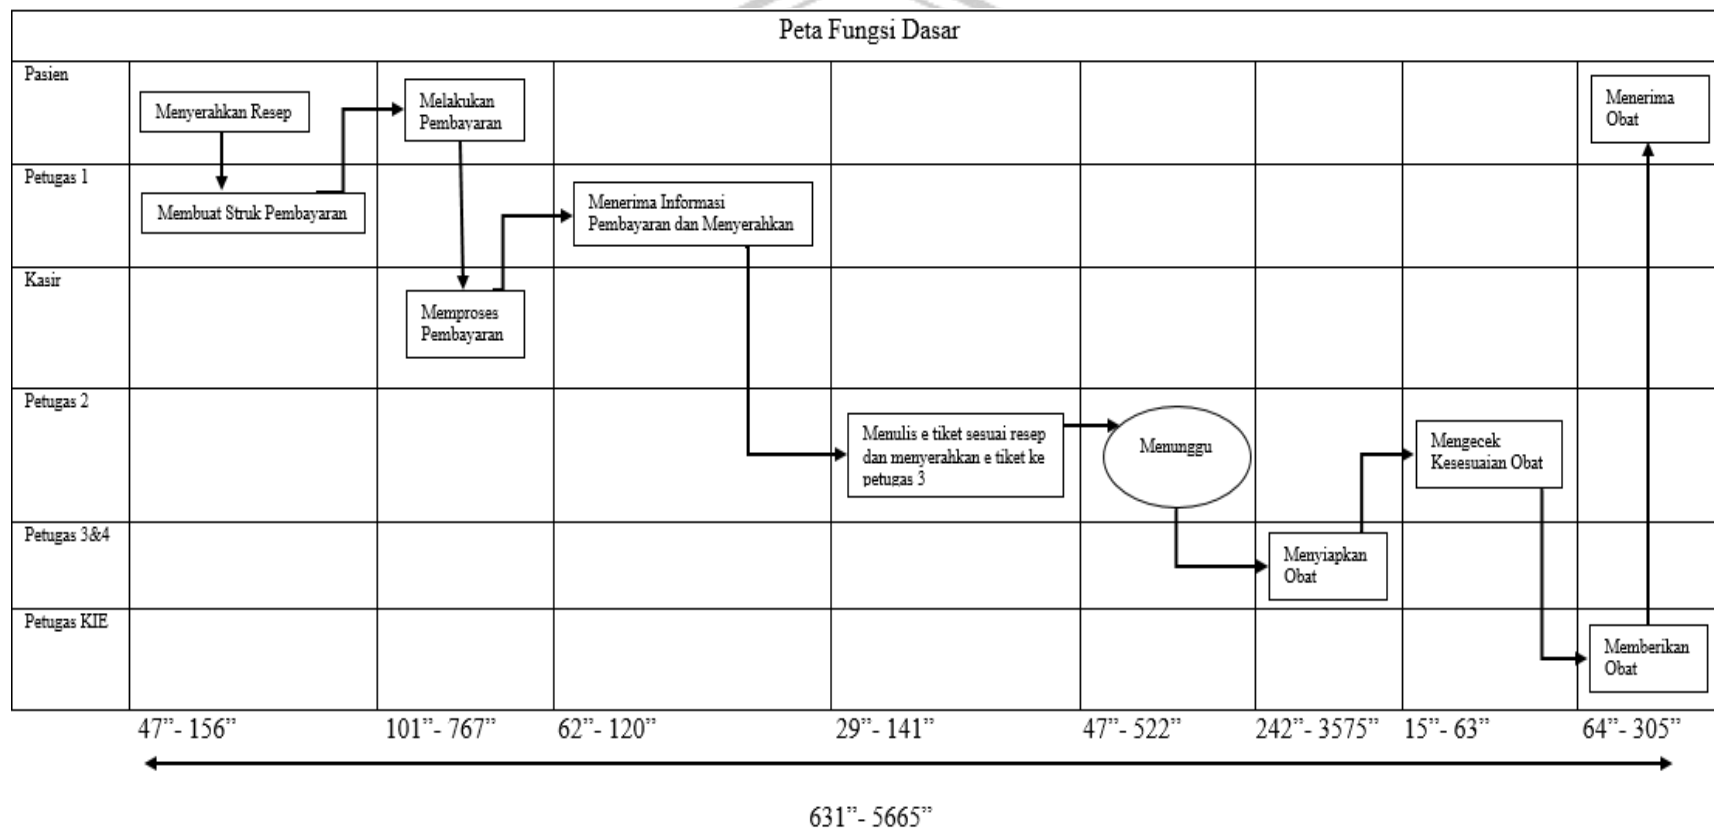 Peta Fungsi Dasar
Pasien
Menyerahkan Resep
Melakukan
Pembayaran
Menerima
Obat
Petugas 1
Membuat Struk Pembayaran
Menerima Informasi
Pembayaran dan Menyerahkan
Kasir
Memproses
Pembayaran
Petugas 2
Menulis e tiket sesuai resep
dan menyerahkan e tiket ke
petugas 3
Menunggu
Mengecek
Kesesuaian Obat
Petugas 3&4
Menyiapkan
Obat
Petugas KIE
Memberikan
Obat
47”- 156”
101”- 767”
62”- 120”
29”- 141”
47”- 522”
242”- 3575”
15”- 63”
64”- 305”
631”- 5665”